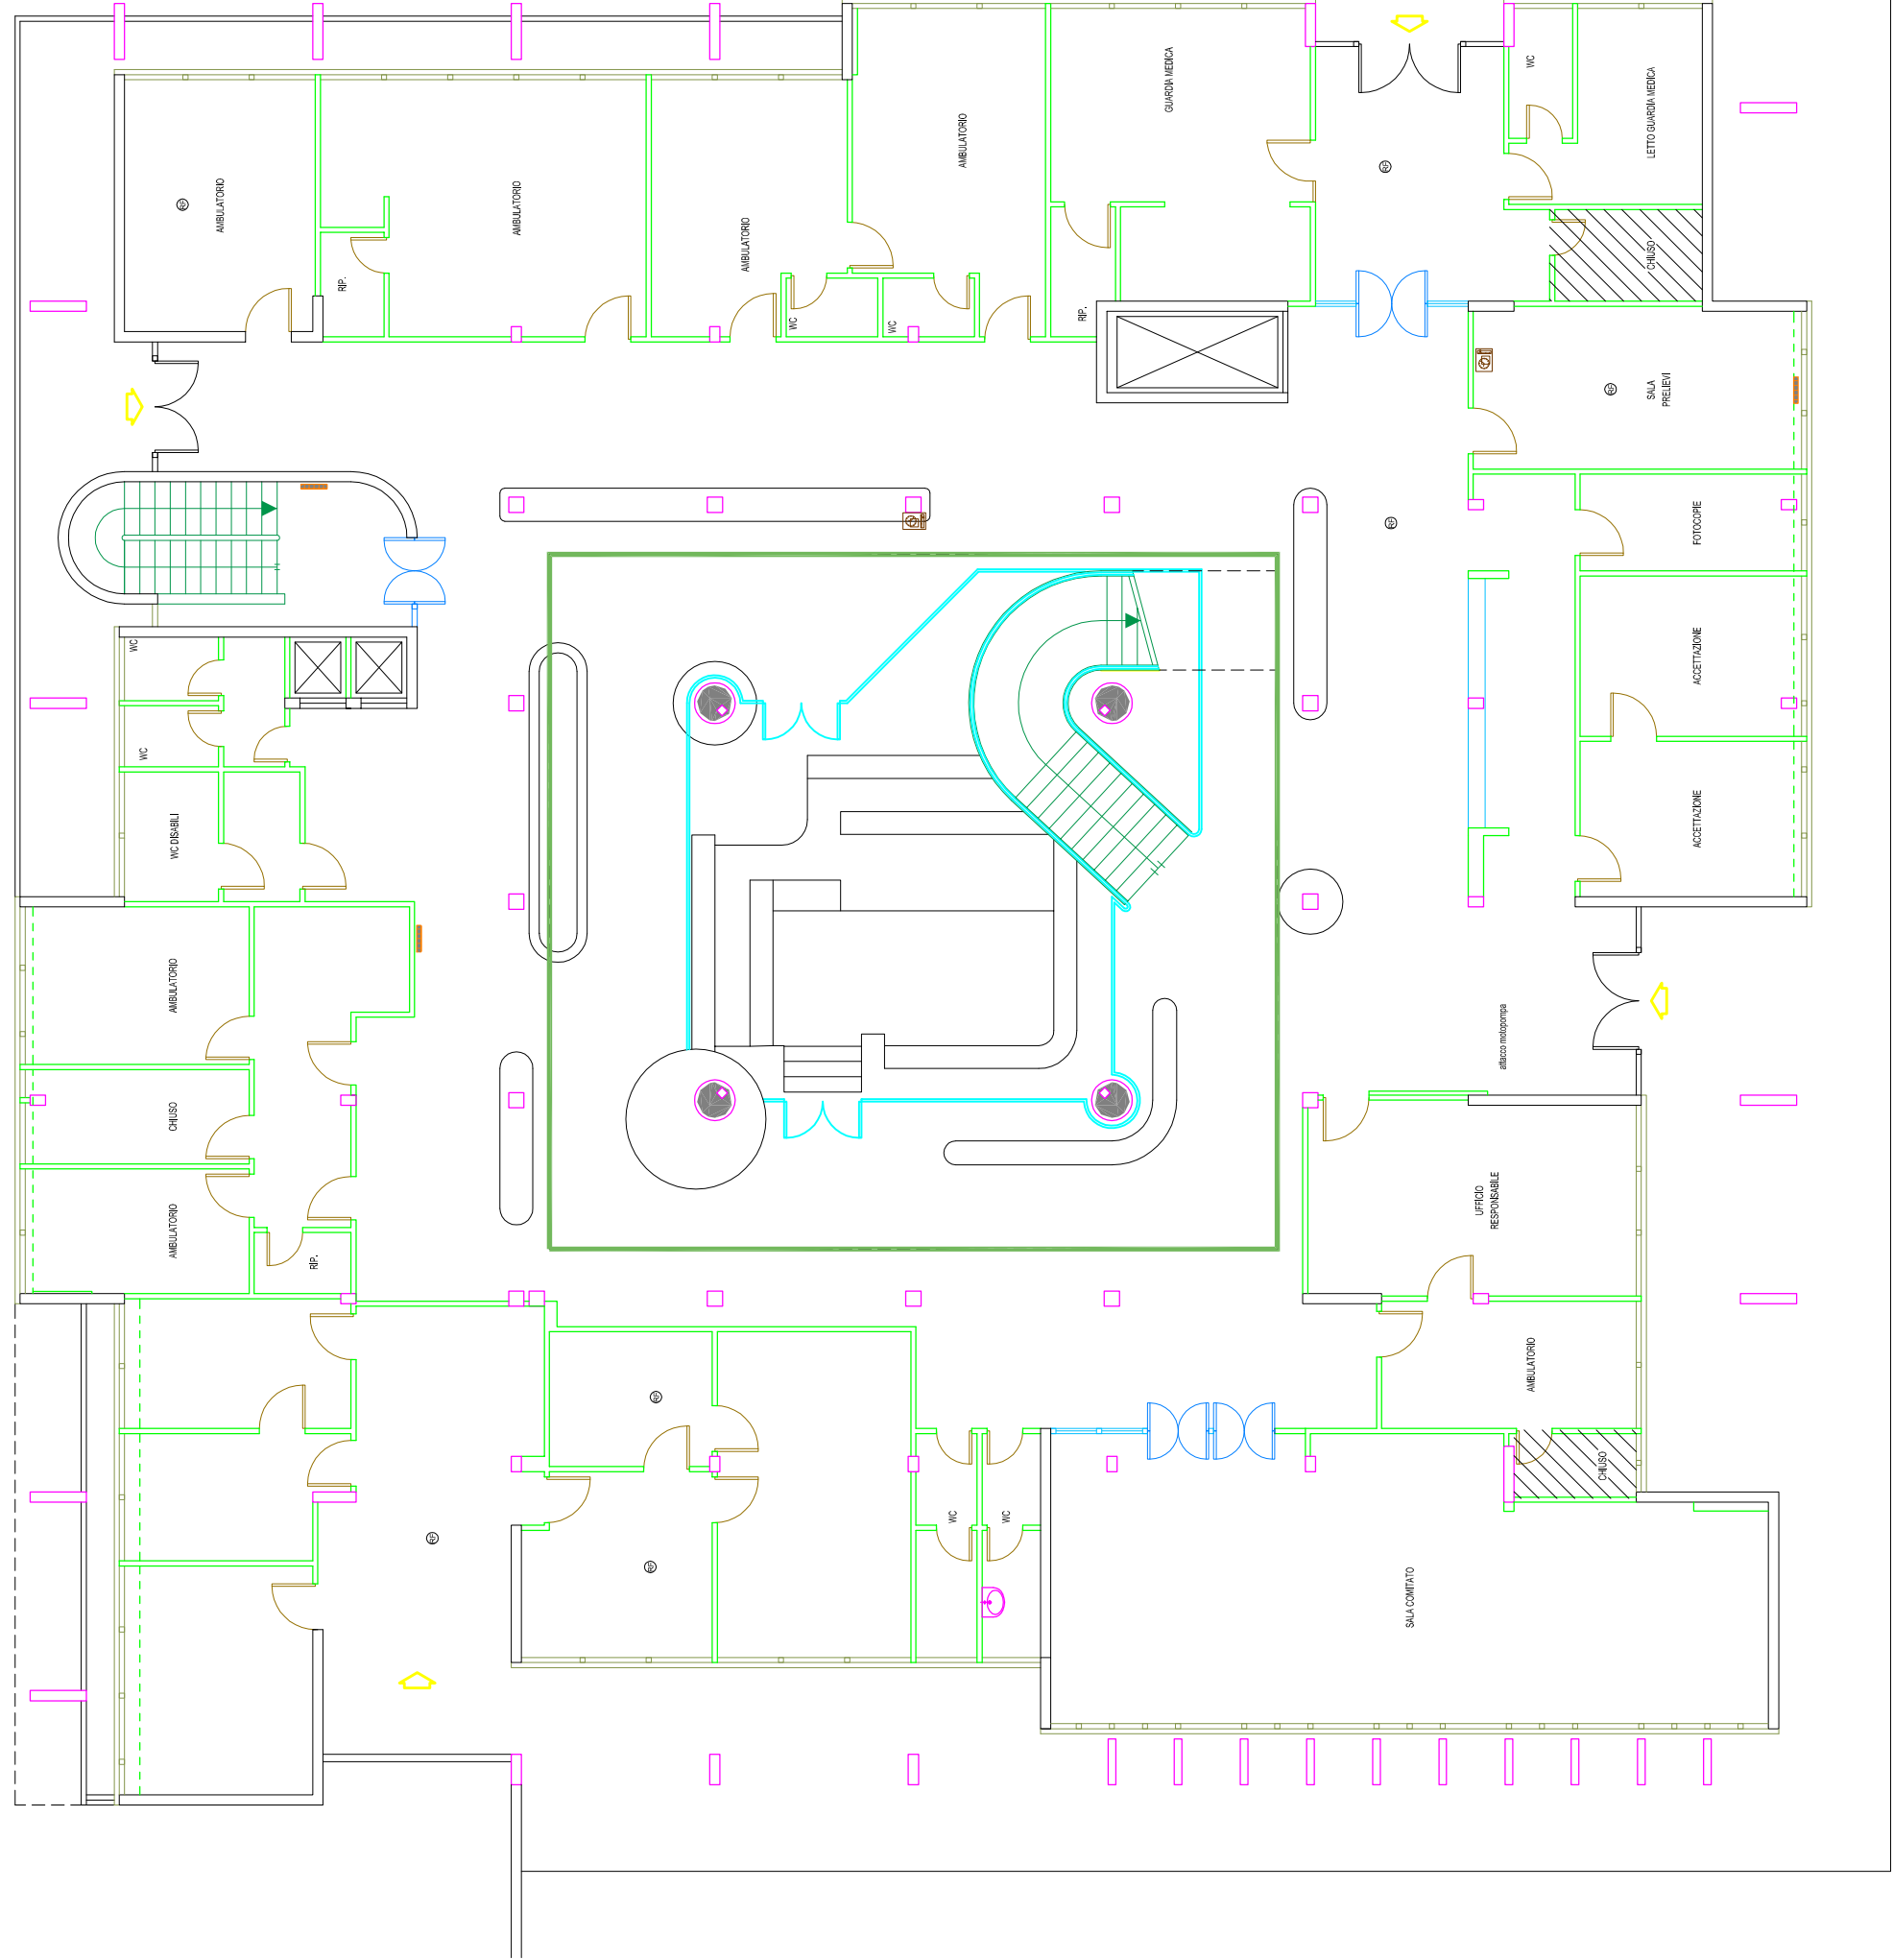 WC
GUARDIA MEDICA
LETTO GUARDIA MEDICA
AMBULATORIO
AMBULATORIO
AMBULATORIO
AMBULATORIO
CHIUSO
RIP.
RIP.
WC
WC
SALA
PRELIEVI
FOTOCOPIE
WC
ACCETTAZIONE
WC
WC DISABILI
ACCETTAZIONE
AMBULATORIO
attacco motopompa
CHIUSO
AMBULATORIO
UFFICIO
RESPONSABILE
RIP.
AMBULATORIO
CHIUSO
WC
WC
SALA COMITATO